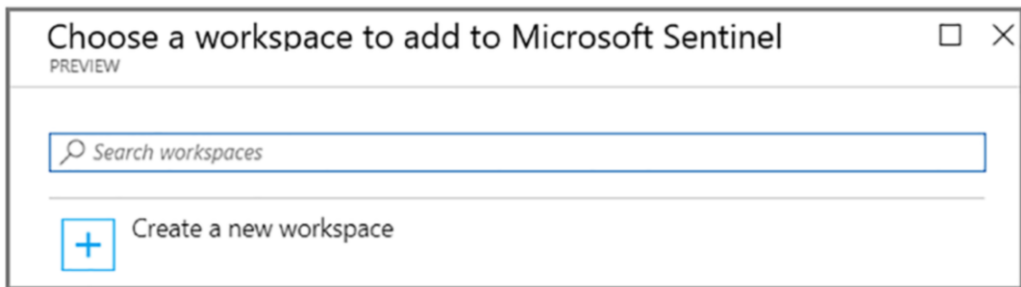 Choose a workspace to add to Microsoft Sentinel
PREVIEW
Search workspaces
Create a new workspace